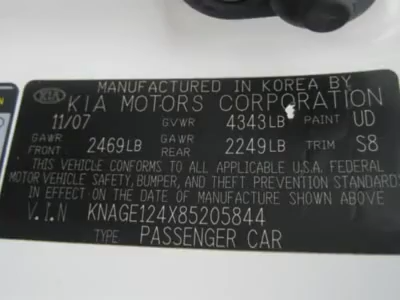 MANUFACTURED IN KOREA BY
KIA KIA MOTORS CORPORATION
11/07 GVWR 4343LB PAINT UD
GAWR FRONT 2469LB GAWR REAR 2249LB TRIM S8
THIS VEHICLE CONFORMS TO ALL APPLICABLE U.S.A. FEDERAL
MOTOR VEHICLE SAFETY, BUMPER, AND THEFT PREVENTION STANDARDS
IN EFFECT ON THE DATE OF MANUFACTURE SHOWN ABOVE
V.I.N KNAGE124X85205844
TYPE PASSENGER CAR